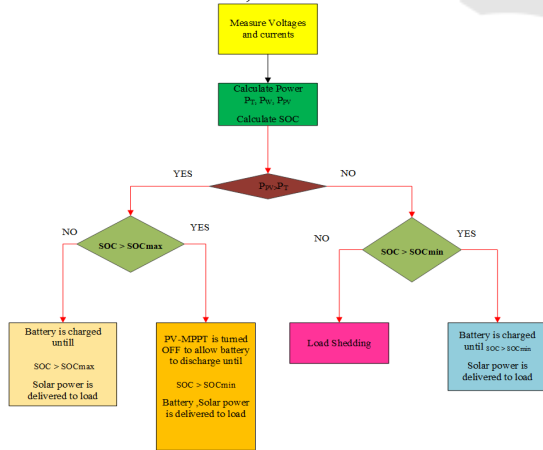 Measure Voltages
and currents
Calculate Power
PT, PW, PPV
Calculate SOC
YES
NO
PPV>PT
NO
SOC > SOCmax
YES
NO
SOC > SOCmin
YES
Battery is charged
untill
SOC > SOCmax
Solar power is
delivered to load
PV-MPPT is turned
OFF to allow battery
to discharge until
SOC > SOCmin
Battery ,Solar power
is delivered to load
Load Shedding
Battery is charged
until SOC > SOCmin
Solar power is
delivered to load